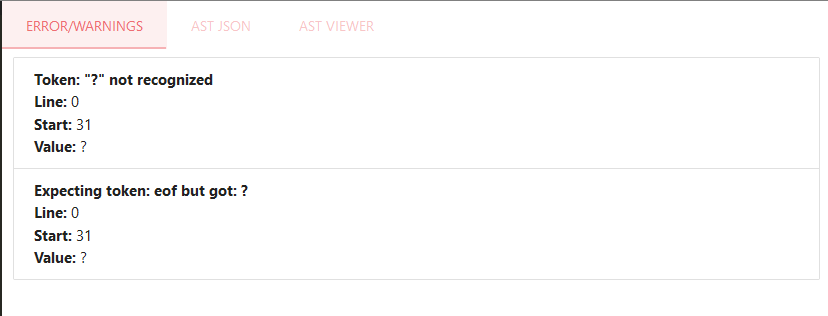 ERROR/WARNINGS AST JSON AST VIEWER
Token: "?" not recognized
Line: 0
Start: 31
Value: ?
Expecting token: eof but got: ?
Line: 0
Start: 31
Value: ?